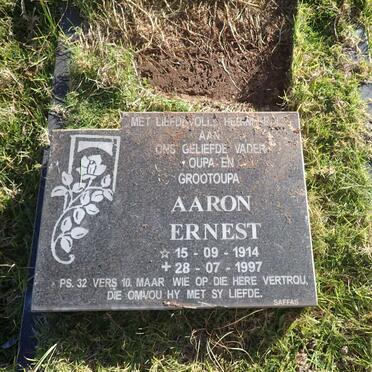 MET LIEFDEVOLLE HERINNERING
AAN
ONS GELIEFDE VADER
OUPA EN
GROOTOUPA
AARON
ERNEST
☆ 15 - 09 - 1914
+ 28 - 07 - 1997
PS. 32 VERS 10. MAAR WIE OP DIE HERE VERTROU,
DIE OMVOU HY MET SY LIEFDE.
SAFFAS